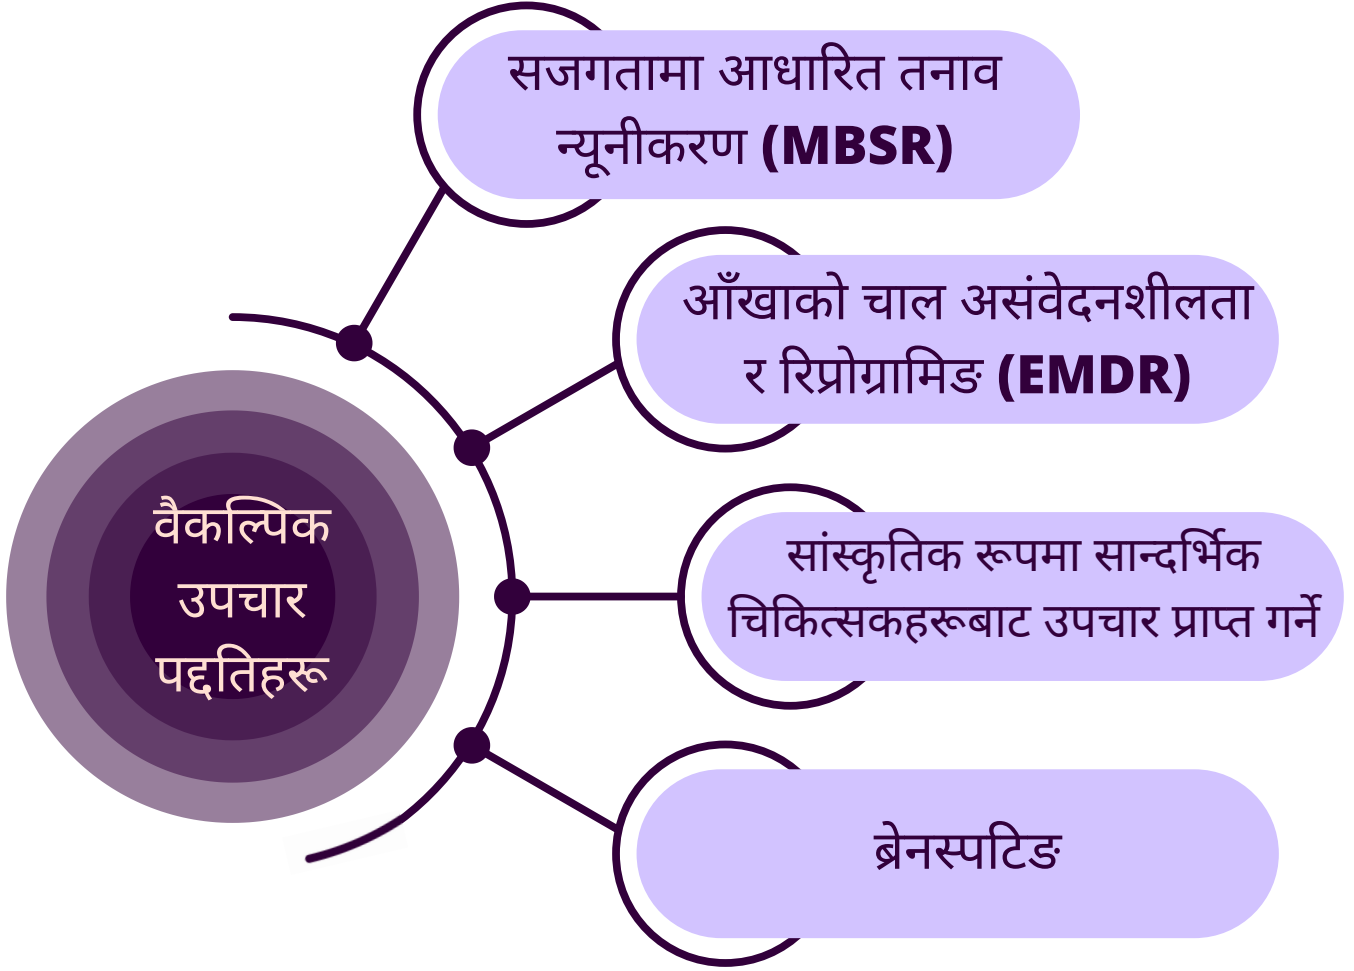 सजगतामा आधारित तनाव
न्यूनीकरण (MBSR)
आँखाको चाल असंवेदनशीलता
र रिप्रोग्रामिङ (EMDR)
वैकल्पिक
उपचार
पद्दतिहरू
सांस्कृतिक रूपमा सान्दर्भिक
चिकित्सकहरूबाट उपचार प्राप्त गर्ने
ब्रेनस्पटिङ